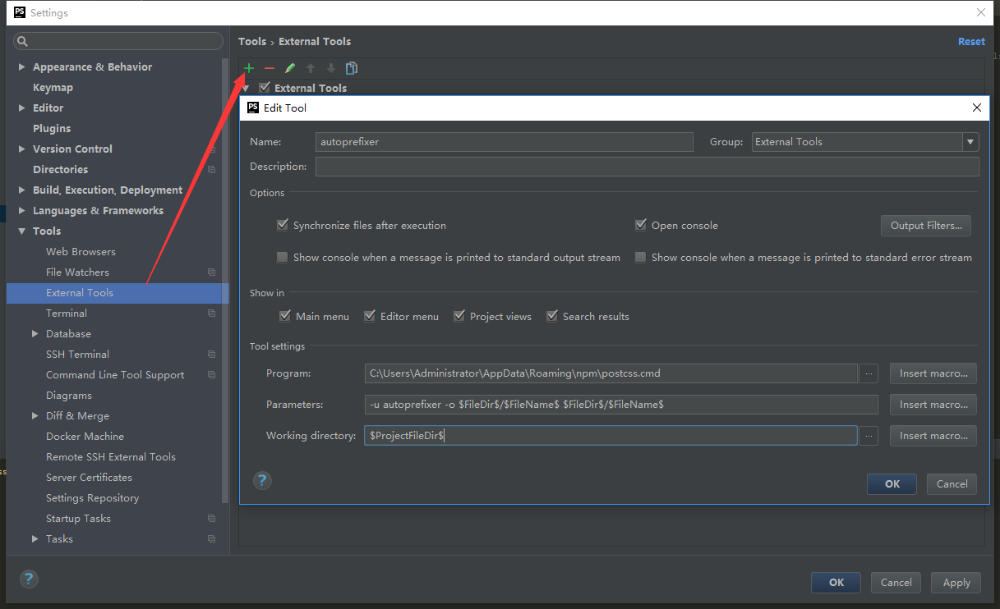 PS Settings
Tools › External Tools
Reset
Appearance & Behavior
Keymap
Editor
Plugins
Version Control
Directories
Build, Execution, Deployment
Languages & Frameworks
Tools
Web Browsers
File Watchers
External Tools
Terminal
Database
SSH Terminal
Command Line Tool Support
Diagrams
Diff & Merge
Docker Machine
Remote SSH External Tools
Server Certificates
Settings Repository
Startup Tasks
Tasks
External Tools
PS Edit Tool
Name: autoprefixer Group: External Tools
Description:
Options
Synchronize files after execution Open console Output Filters...
Show console when a message is printed to standard output stream Show console when a message is printed to standard error stream
Show in
Main menu Editor menu Project views Search results
Tool settings
Program: C:\Users\Administrator\AppData\Roaming\npm\postcss.cmd ... Insert macro...
Parameters: -u autoprefixer -o $FileDir$/$FileName$ $FileDir$/$FileName$ Insert macro...
Working directory: $ProjectFileDir$ ... Insert macro...
? OK Cancel
? OK Cancel Apply